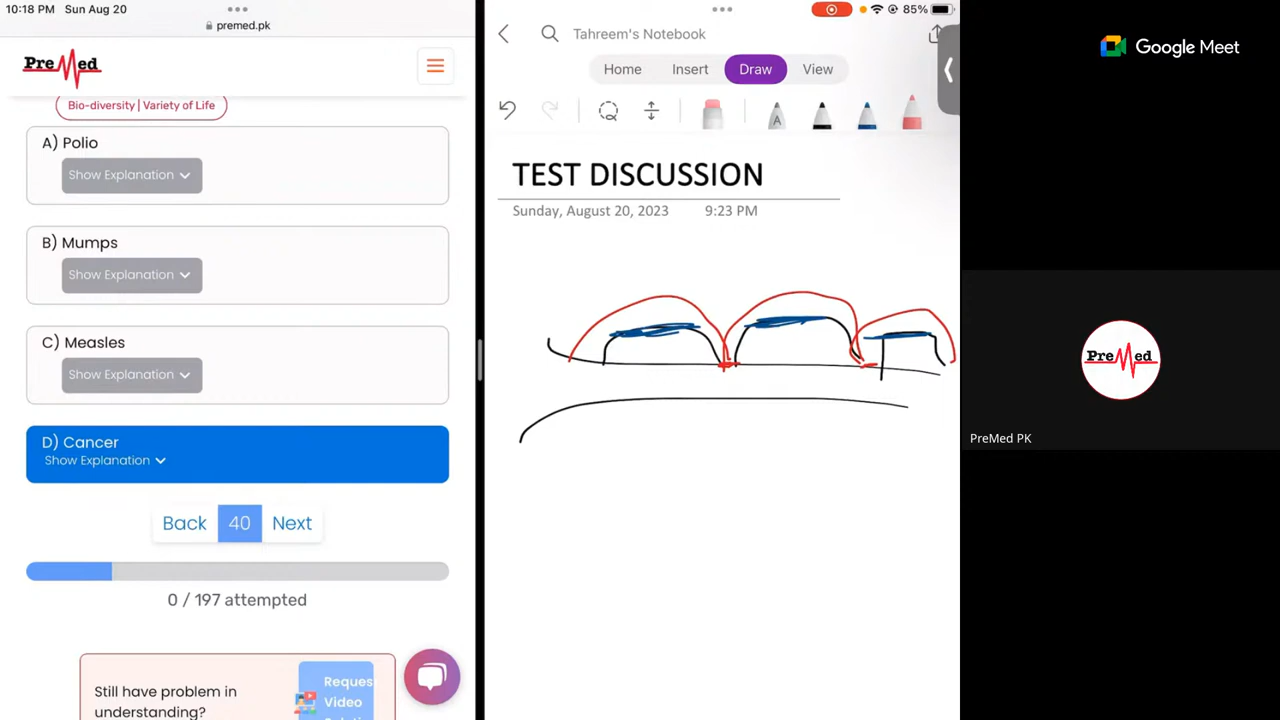 10:18 PM Sun Aug 20
premed.pk
PreMed
Bio-diversity | Variety of Life
A) Polio
Show Explanation
B) Mumps
Show Explanation
C) Measles
Show Explanation
D) Cancer
Show Explanation
Back 40 Next
0 / 197 attempted
Still have problem in
understanding?
Reques
Video
85%
Tahreem's Notebook
Home Insert Draw View
A
TEST DISCUSSION
Sunday, August 20, 2023 9:23 PM
Google Meet
PreMed
PreMed PK